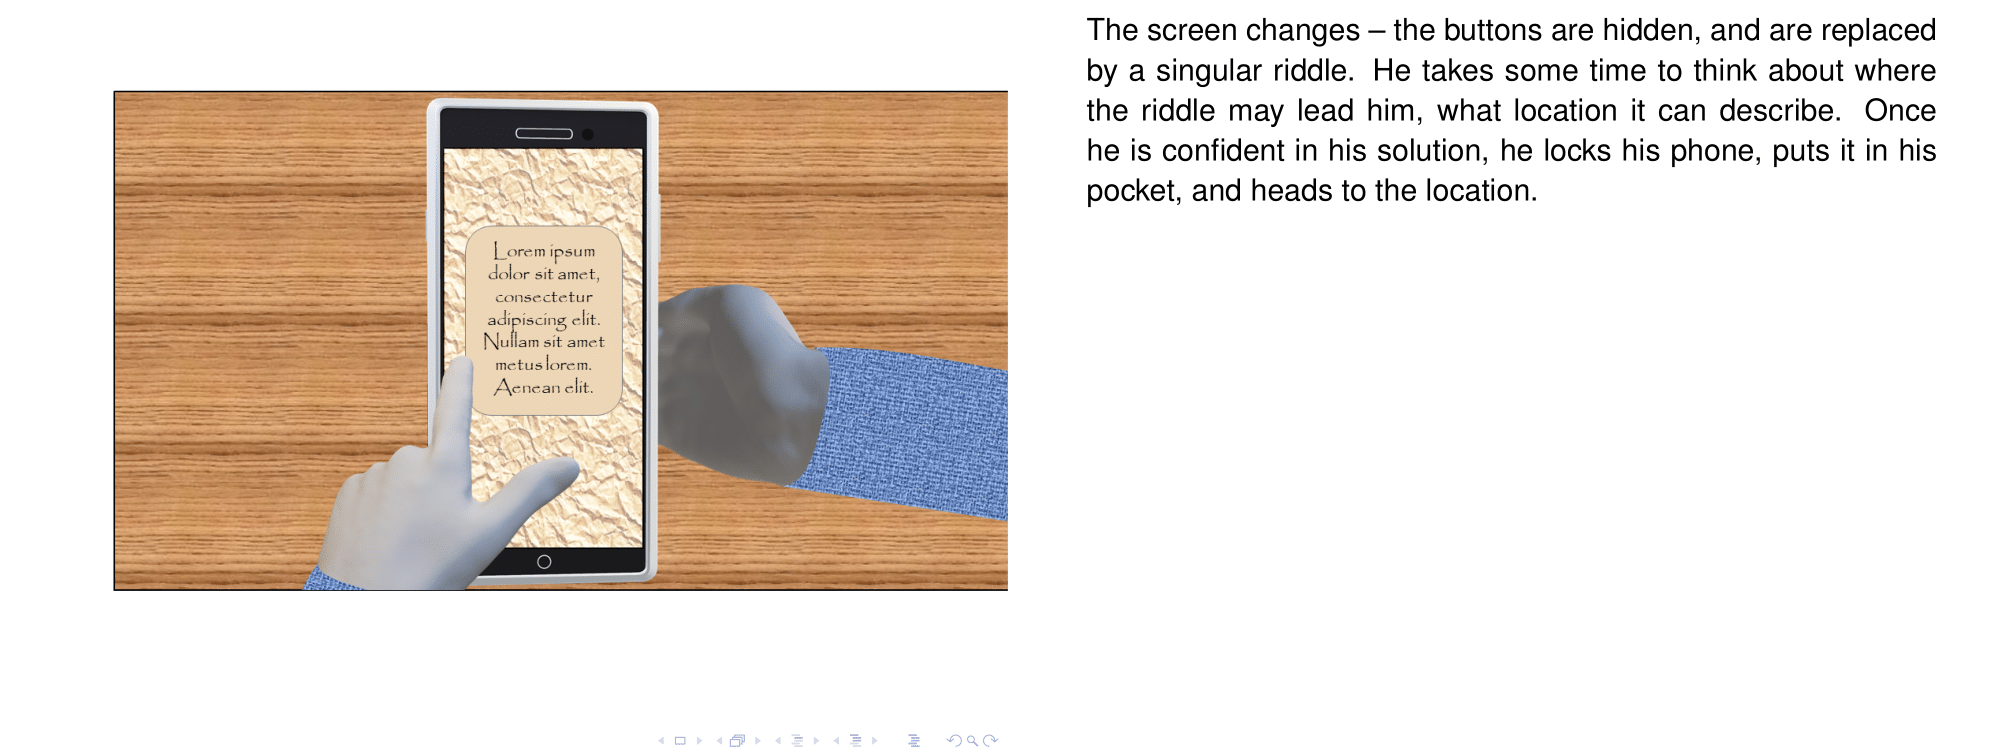 Lorem ipsum
dolor sit amet,
consectetur
adipiscing elit.
Nullam sit amet
metus lorem.
Aenean elit.
The screen changes – the buttons are hidden, and are replaced
by a singular riddle. He takes some time to think about where
the riddle may lead him, what location it can describe. Once
he is confident in his solution, he locks his phone, puts it in his
pocket, and heads to the location.